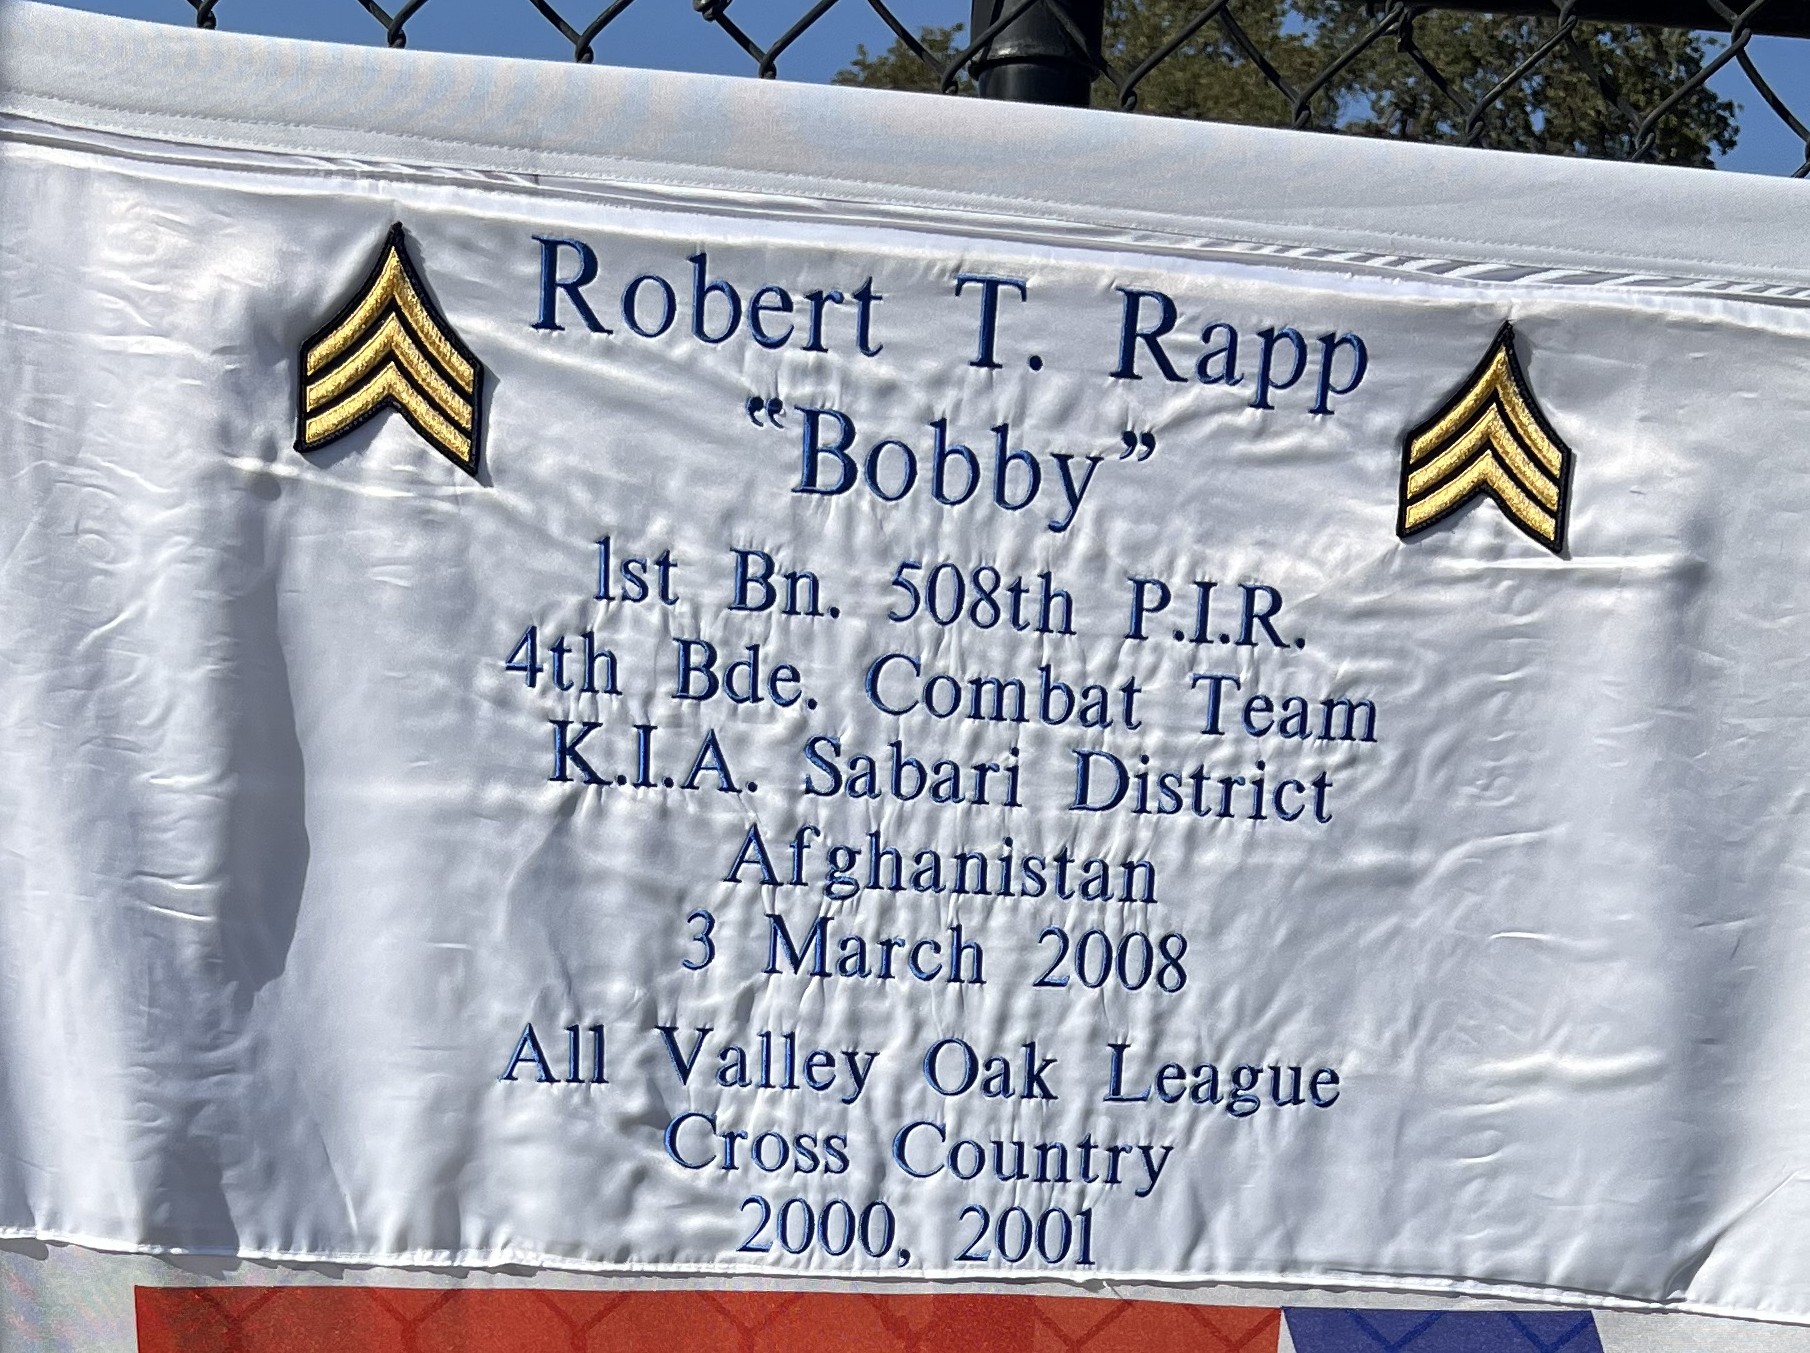 Robert T. Rapp
“Bobby”
1st Bn. 508th P.I.R.
4th Bde. Combat Team
K.I.A. Sabari District
Afghanistan
3 March 2008
All Valley Oak League
Cross Country
2000, 2001